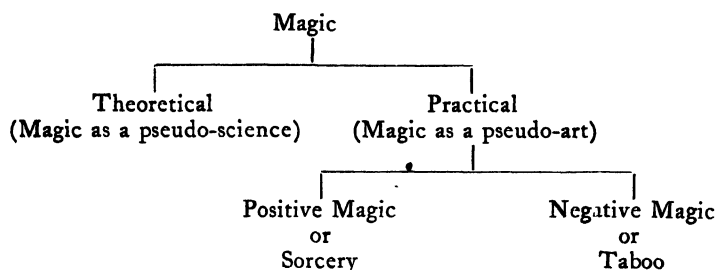 Magic
Theoretical Practical
(Magic as a pseudo-science) (Magic as a pseudo-art)
Positive Magic Negative Magic
or or
Sorcery Taboo